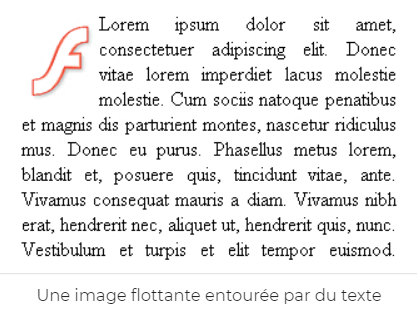 Lorem ipsum dolor sit amet,
consectetuer adipiscing elit. Donec
vitae lorem imperdiet lacus molestie
molestie. Cum sociis natoque penatibus
et magnis dis parturient montes, nascetur ridiculus
mus. Donec eu purus. Phasellus metus lorem,
blandit et, posuere quis, tincidunt vitae, ante.
Vivamus consequat mauris a diam. Vivamus nibh
erat, hendrerit nec, aliquet ut, hendrerit quis, nunc.
Vestibulum et turpis et elit tempor euismod.
Une image flottante entourée par du texte